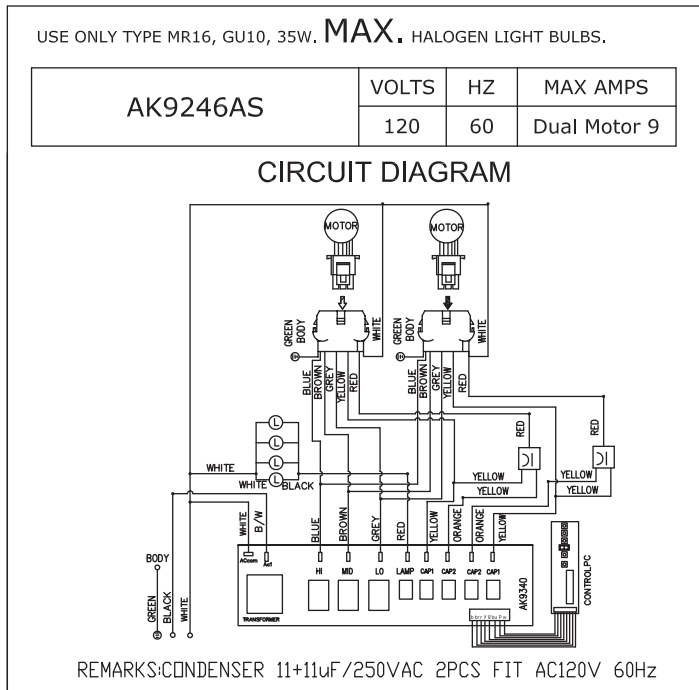 USE ONLY TYPE MR16, GU10, 35W. MAX. HALOGEN LIGHT BULBS.
AK9246AS
VOLTS HZ MAX AMPS
120 60 Dual Motor 9
CIRCUIT DIAGRAM
MOTOR MOTOR
GREEN BODY WHITE GREEN BODY WHITE
BLUE BROWN GREY YELLOW RED BLUE BROWN GREY YELLOW RED
RED RED
L
L
L
L
WHITE
WHITE BLACK
YELLOW YELLOW
YELLOW YELLOW
WHITE B/W BLUE BROWN GREY RED YELLOW ORANGE ORANGE YELLOW
ACcom Ac1 HI MID LO LAMP CAP1 CAP2 CAP2 CAP1
TRANSFORMER
AK9340
CONTROLPC
BODY
GREEN BLACK WHITE
REMARKS:CONDENSER 11+11uF/250VAC 2PCS FIT AC120V 60Hz